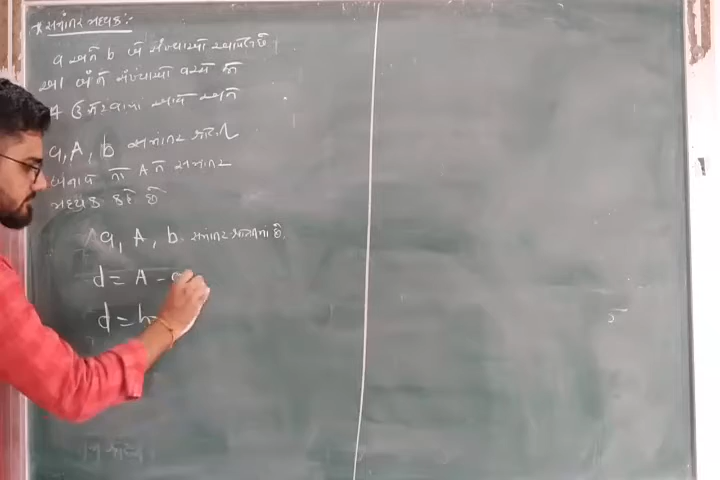 * સમાંતર મધ્યક :-
a અને b બે સંખ્યાઓ આપેલ છે,
આ બંને સંખ્યાઓ વચ્ચે જો
A ઉમેરવામાં આવે અને
a, A, b સમાંતર શ્રેણી
બનાવે તો A ને સમાંતર
મધ્યક કહે છે
a, A, b સમાંતર શ્રેણીમાં છે.
d = A -
d = b